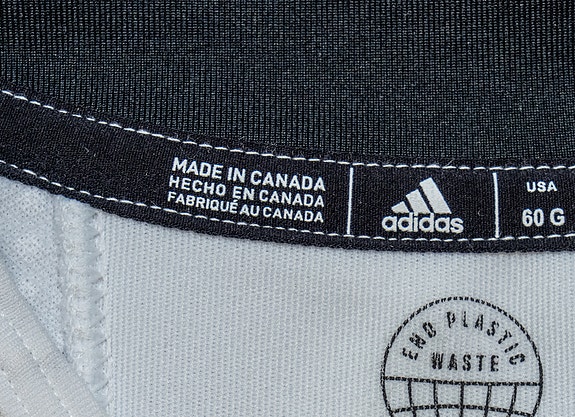 MADE IN CANADA
HECHO EN CANADA
FABRIQUÉ AU CANADA
adidas
USA
60 G
END PLASTIC
WASTE